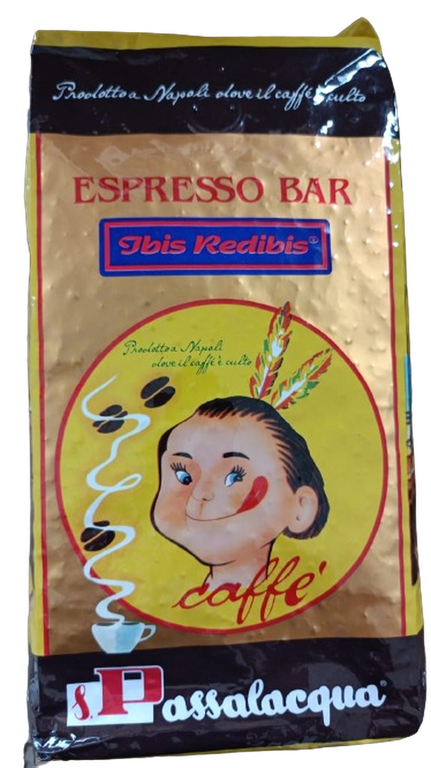 Prodotto a Napoli dove il caffè è culto
ESPRESSO BAR
Ibis Redibis®
Prodotto a Napoli
dove il caffè è culto
caffè
S. Passalacqua®